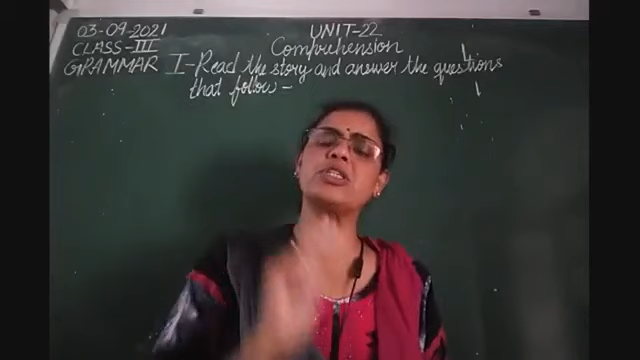 03-09-2021
CLASS-III
GRAMMAR
UNIT-22
Comprehension
I-Read the story and answer the questions
that follow -